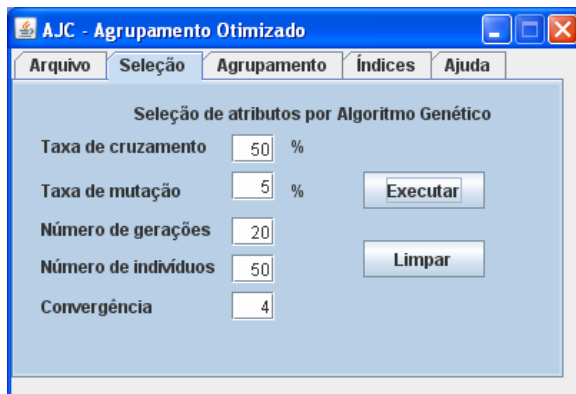 AJC - Agrupamento Otimizado
Arquivo Seleção Agrupamento Índices Ajuda
Seleção de atributos por Algoritmo Genético
Taxa de cruzamento 50 %
Taxa de mutação 5 % Executar
Número de gerações 20
Número de indivíduos 50 Limpar
Convergência 4